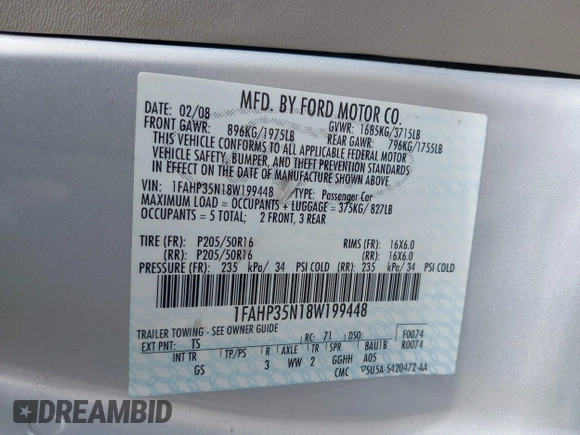 MFD. BY FORD MOTOR CO.
DATE: 02/08 GVWR: 1685KG/3715LB
FRONT GAWR: 896KG/1975LB REAR GAWR: 796KG/1755LB
THIS VEHICLE CONFORMS TO ALL APPLICABLE FEDERAL MOTOR
VEHICLE SAFETY, BUMPER, AND THEFT PREVENTION STANDARDS
IN EFFECT ON THE DATE OF MANUFACTURE SHOWN ABOVE.
VIN: 1FAHP35N18W199448 TYPE: Passenger Car
MAXIMUM LOAD = OCCUPANTS + LUGGAGE = 375KG/ 827LB
OCCUPANTS = 5 TOTAL; 2 FRONT, 3 REAR
TIRE (FR): P205/50R16 RIMS (FR): 16X6.0
(RR): P205/50R16 (RR): 16X6.0
PRESSURE (FR): 235 kPa/ 34 PSI COLD (RR): 235 kPa/ 34 PSI COLD
1FAHP35N18W199448
TRAILER TOWING - SEE OWNER GUIDE
EXT PNT: TS RC: 71 DSO: F0074
INT TR TP/PS R AXLE TR SPR BAU1B R0074
GS 3 WW 2 GGHH A05
CMC 5U5A-5420472-AA
DREAMBID